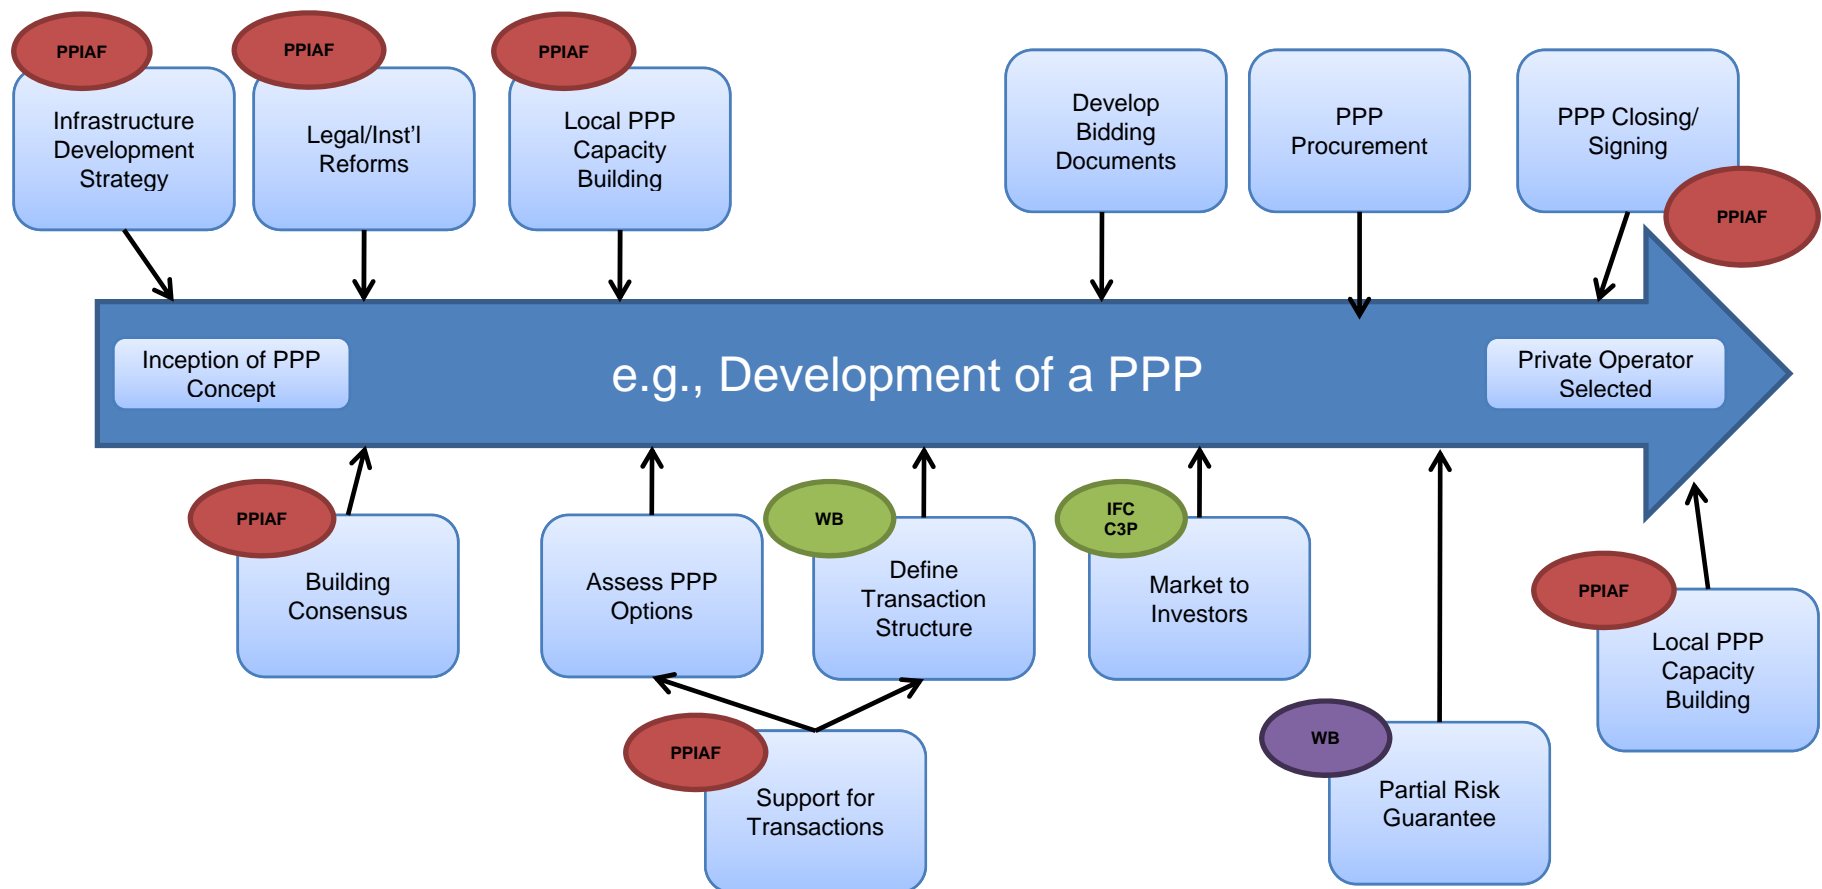 PPIAF
Infrastructure
Development
Strategy
PPIAF
Legal/Inst’l
Reforms
PPIAF
Local PPP
Capacity
Building
Develop
Bidding
Documents
PPP
Procurement
PPP Closing/
Signing
PPIAF
Inception of PPP
Concept
e.g., Development of a PPP
Private Operator
Selected
PPIAF
Building
Consensus
Assess PPP
Options
WB
Define
Transaction
Structure
IFC
C3P
Market to
Investors
PPIAF
Local PPP
Capacity
Building
PPIAF
Support for
Transactions
WB
Partial Risk
Guarantee